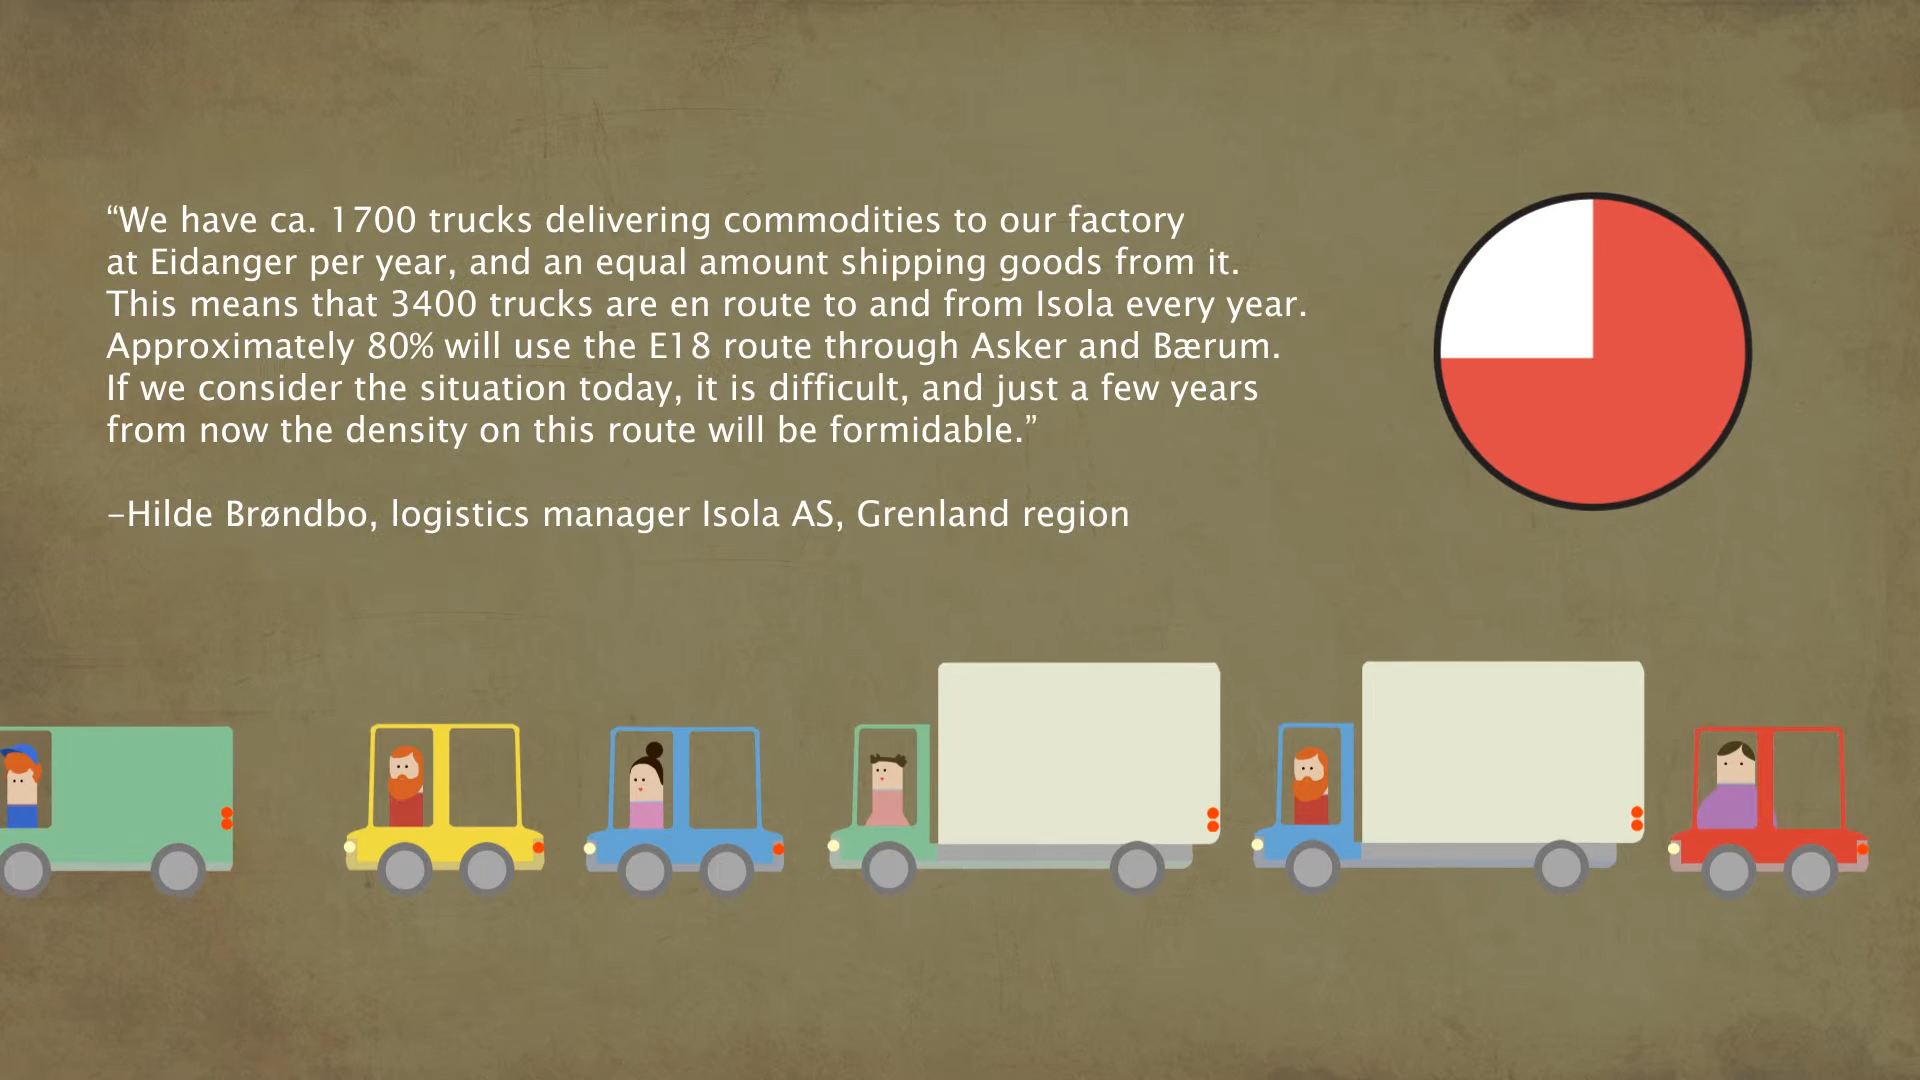 “We have ca. 1700 trucks delivering commodities to our factory
at Eidanger per year, and an equal amount shipping goods from it.
This means that 3400 trucks are en route to and from Isola every year.
Approximately 80% will use the E18 route through Asker and Bærum.
If we consider the situation today, it is difficult, and just a few years
from now the density on this route will be formidable.”
–Hilde Brøndbo, logistics manager Isola AS, Grenland region